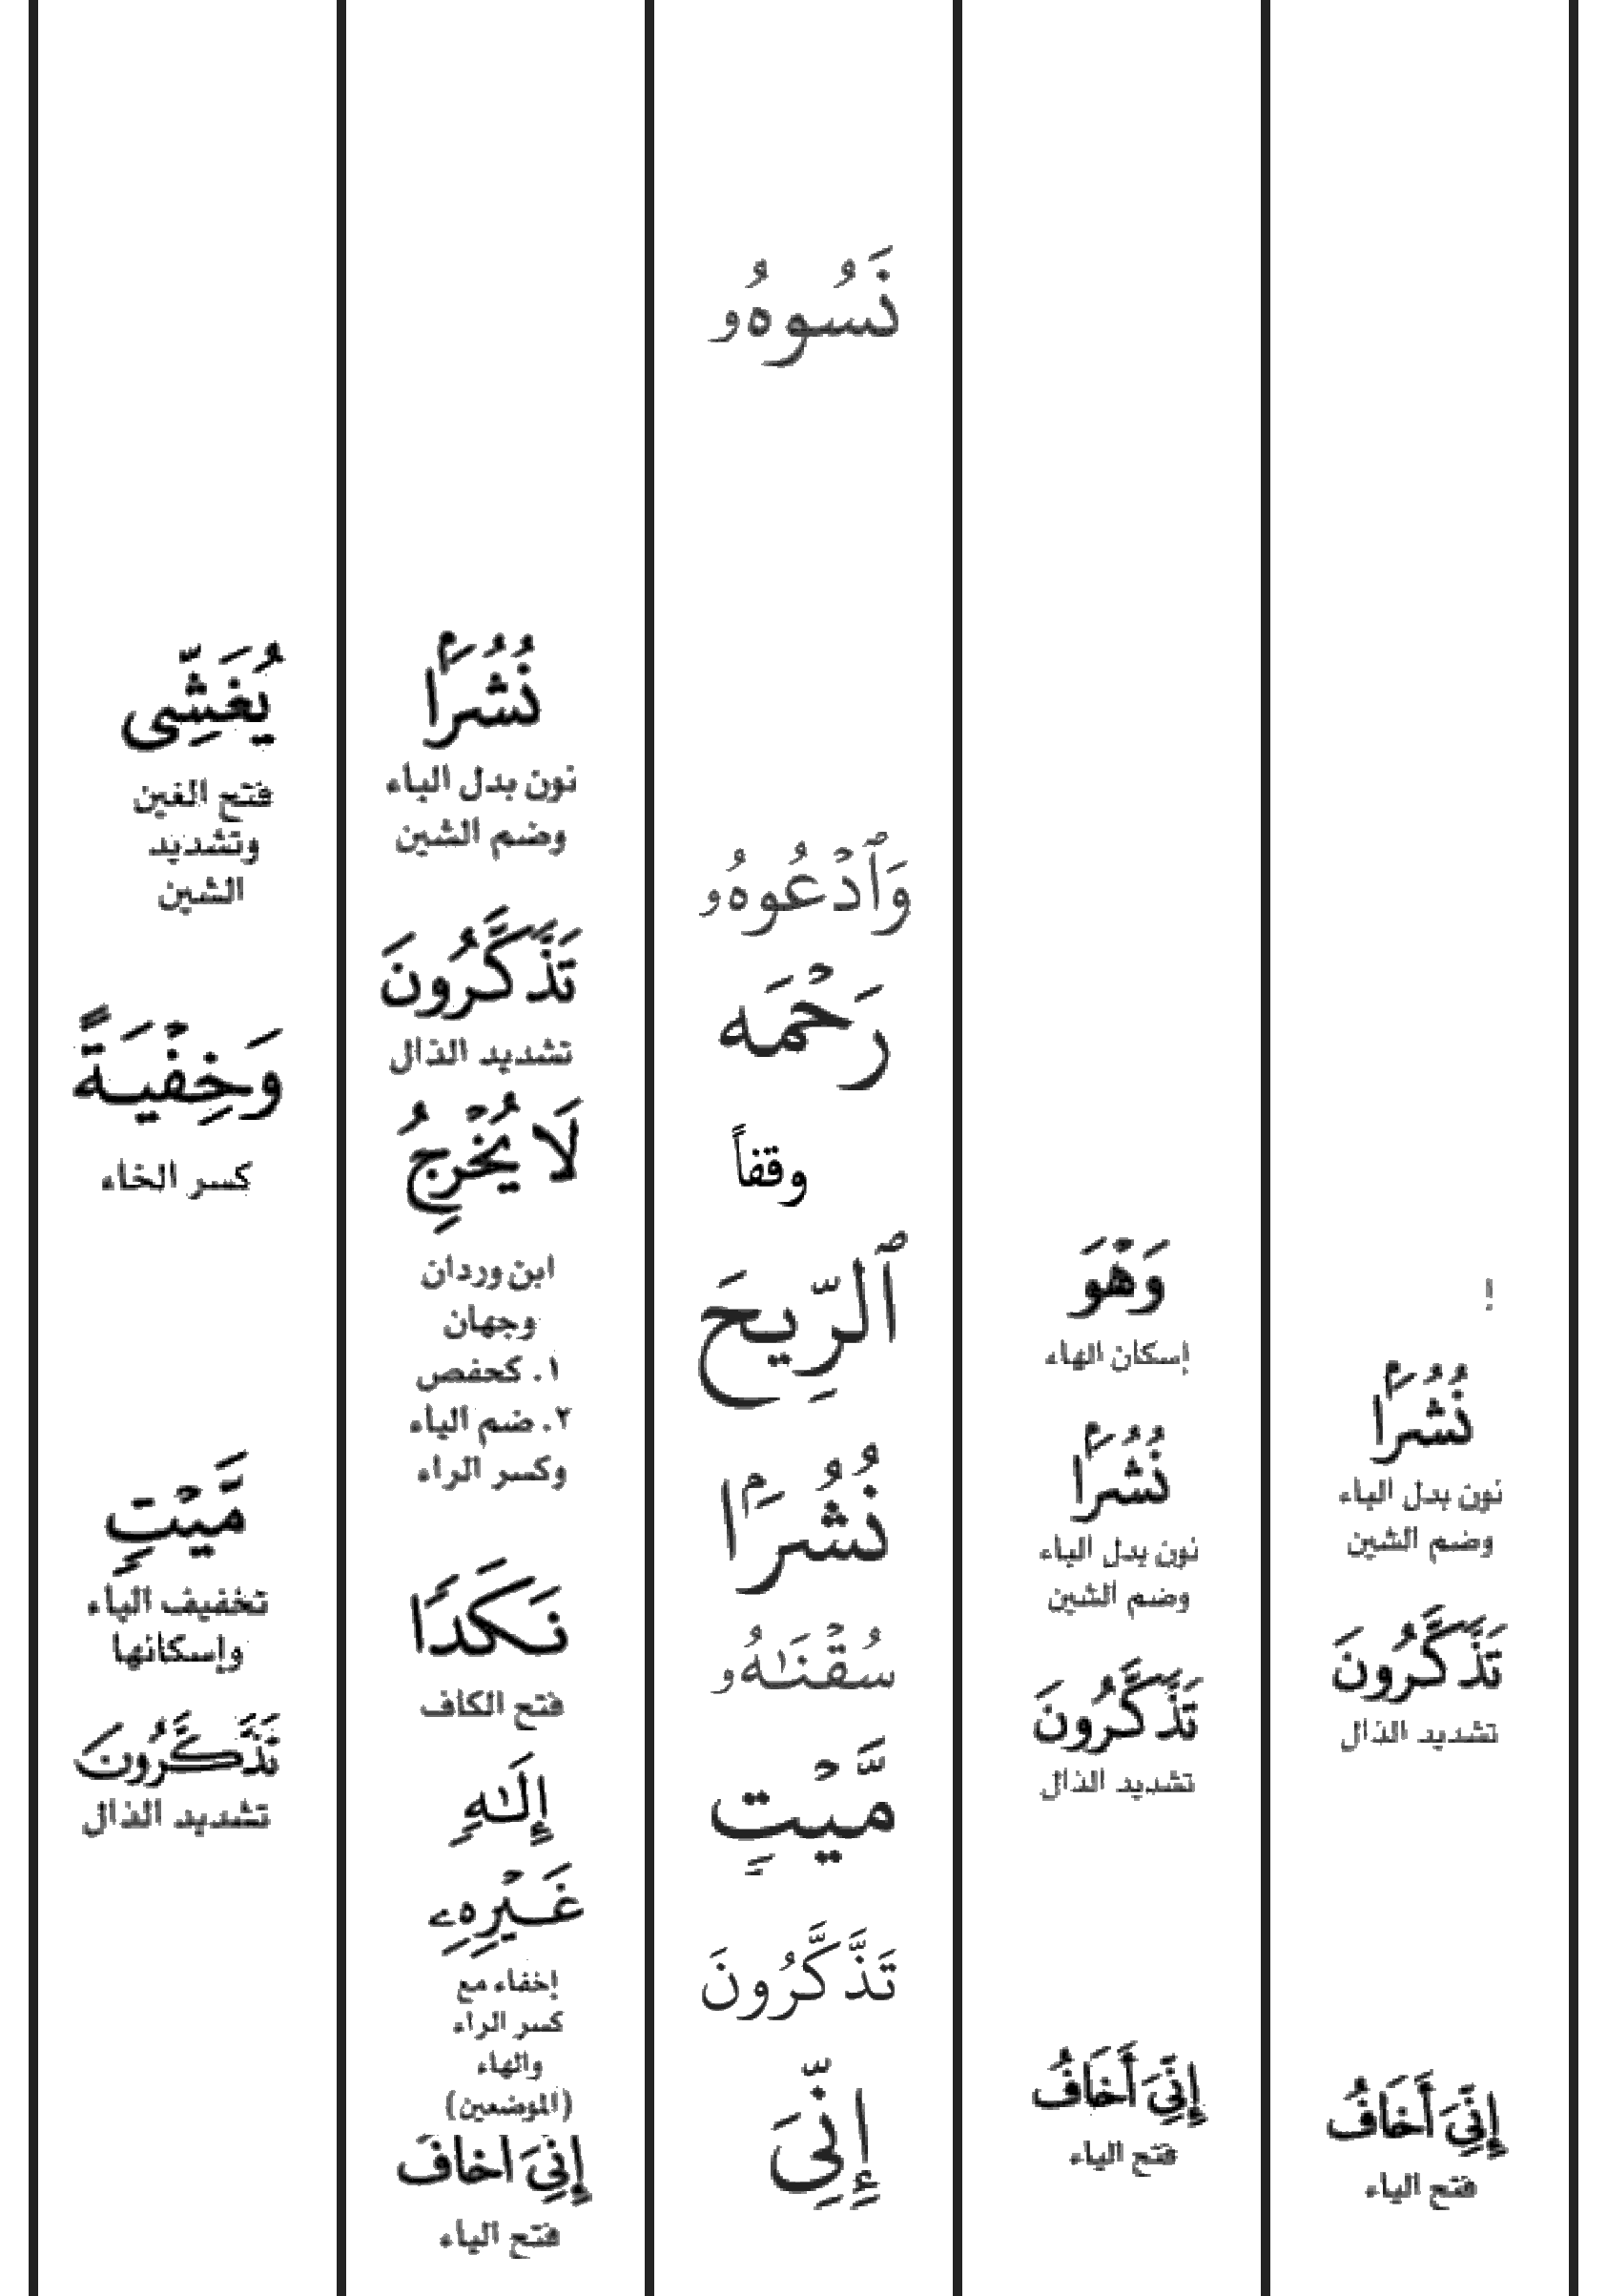 إ
نُشُرَۢا
نون بدل الباء
وضم الشين
تَذَّكَّرُونَ
تشديد الذال
إِنِّىَ أَخَافُ
فتح الياء
وَهْوَ
إسكان الهاء
نُشُرَۢا
نون بدل الباء
وضم الشين
تَذَّكَّرُونَ
تشديد الذال
إِنِّىَ أَخَافُ
فتح الياء
نَسُوهُۥ
وَٱدۡعُوهُۥ
رَحۡمَه
وقفاً
ٱلرِّيحَ
نُشُرَۢا
سُقۡنَٰهُۥ
مَّيۡتٍ
تَذَّكَّرُونَ
إِنِّىَ
نُشُرَۢا
نون بدل الباء
وضم الشين
تَذَّكَّرُونَ
تشديد الذال
لَا يُخۡرِجُ
ابن وردان
وجهان
١. كحفص
٢. ضم الياء
وكسر الراء
نَكَدًا
فتح الكاف
إِلَٰهٍ
غَيۡرِهِۦ
إخفاء مع
كسر الراء
والهاء
(الموضعين)
إِنِّىَ اخَافُ
فتح الياء
يُغَشِّى
فتح الغين
وتشديد
الشين
وَخِفۡيَةً
كسر الخاء
مَّيۡتٍ
تخفيف الياء
وإسكانها
تَذَّكَّرُونَ
تشديد الذال